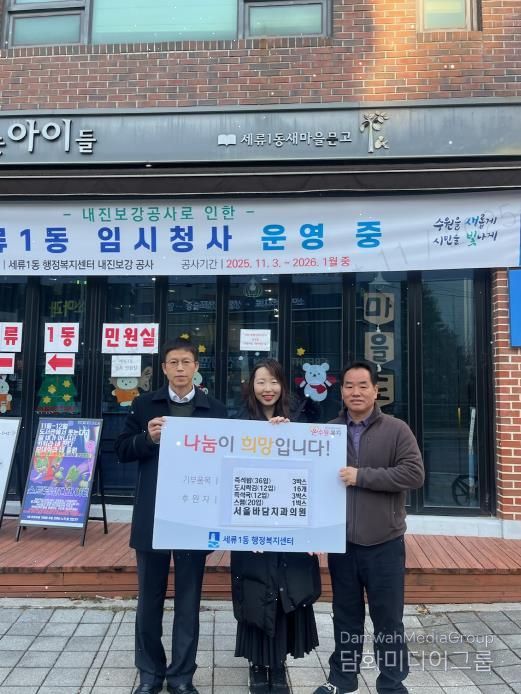 는아이들
세류1동새마을문고
- 내진보강공사로 인한 -
류1동 임시청사 운영 중
수원을 새롭게
시민을 빛나게
세류1동 행정복지센터 내진보강 공사
공사기간 | 2025. 11. 3. ~ 2026. 1월 중
류 1동 민원실
마을
11월~12월
나눔이 희망입니다!
기부품목
즉석밥(36입) 3박스
도시락김(12입) 16개
즉석국(12입) 3박스
스팸(20입) 1박스
후원자
서울바담치과의원
세류1동 행정복지센터
DamwahMediaGroup
담화미디어그룹